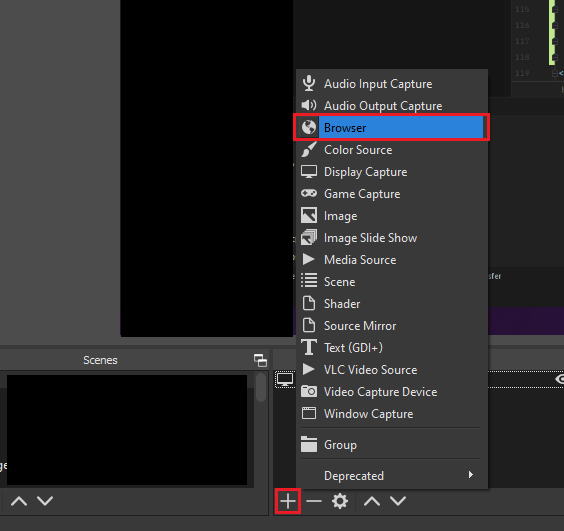 115
116
117
118
119
Audio Input Capture
Audio Output Capture
Browser
Color Source
Display Capture
Game Capture
Image
Image Slide Show
Media Source
Scene
Shader
Source Mirror
Text (GDI+)
VLC Video Source
Video Capture Device
Window Capture
Group
Deprecated
Scenes